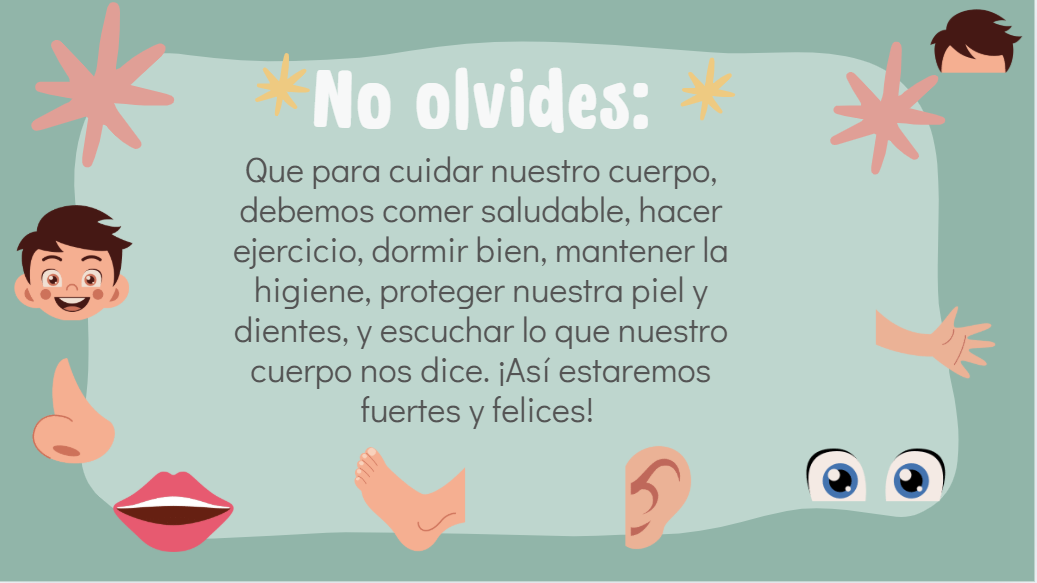 No olvides:
Que para cuidar nuestro cuerpo,
debemos comer saludable, hacer
ejercicio, dormir bien, mantener la
higiene, proteger nuestra piel y
dientes, y escuchar lo que nuestro
cuerpo nos dice. ¡Así estaremos
fuertes y felices!